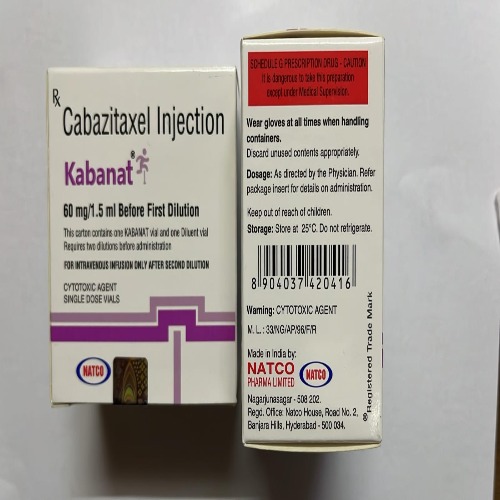 Rx
Cabazitaxel Injection
Kabanat®
60 mg/1.5 ml Before First Dilution
This carton contains one KABANAT vial and one Diluent vial
Requires two dilutions before administration
FOR INTRAVENOUS INFUSION ONLY AFTER SECOND DILUTION
CYTOTOXIC AGENT
SINGLE DOSE VIALS
NATCO
SCHEDULE G-PRESCRIPTION DRUG - CAUTION
It is dangerous to take this preparation
except under Medical Supervision.
Wear gloves at all times when handling
containers.
Discard unused contents appropriately.
Dosage: As directed by the Physician. Refer
package insert for details on administration.
Keep out of reach of children.
Storage: Store at 25°C. Do not refrigerate.
8 904037 420416
Warning: CYTOTOXIC AGENT
M. L.: 33/NG/AP/96/F/R
Made in India by:
NATCO
PHARMA LIMITED
NATCO
Nagarjunasagar - 508 202.
Regd. Office: Natco House, Road No. 2,
Banjara Hills, Hyderabad - 500 034.
®Registered Trade Mark